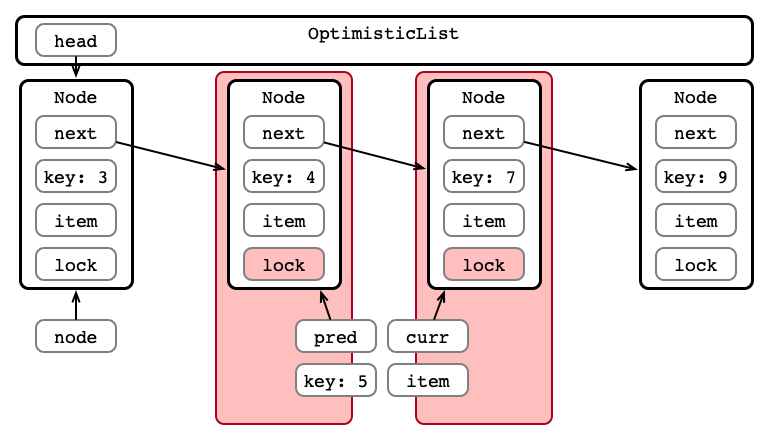 OptimisticList
head
Node
next
key: 3
item
lock
node
Node
next
key: 4
item
lock
pred
key: 5
Node
next
key: 7
item
lock
curr
item
Node
next
key: 9
item
lock